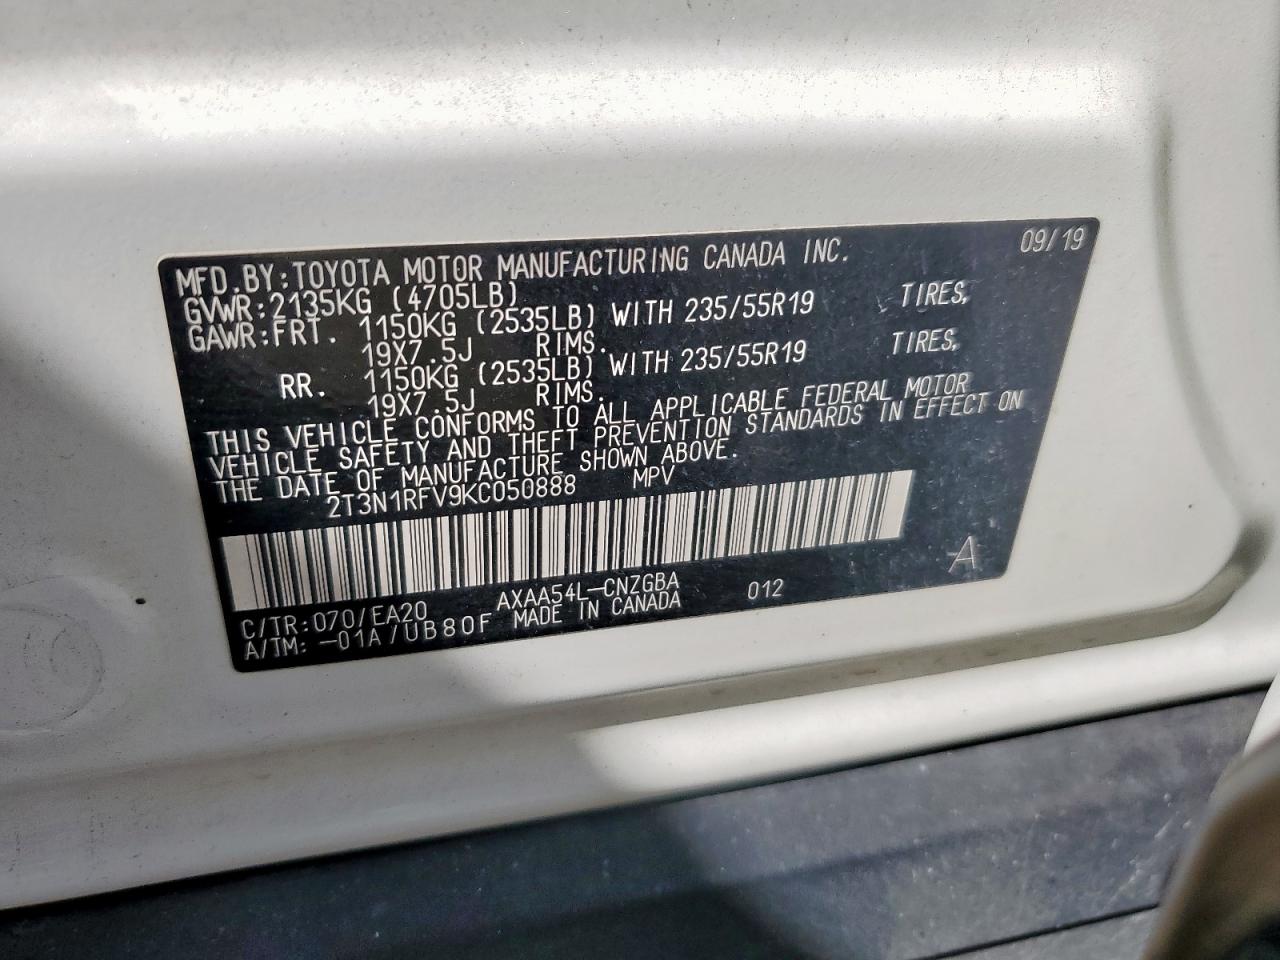 09/19
MFD.BY:TOYOTA MOTOR MANUFACTURING CANADA INC.
GVWR:2135KG (4705LB)
GAWR:FRT. 1150KG (2535LB) WITH 235/55R19 TIRES,
19X7.5J RIMS.
RR. 1150KG (2535LB) WITH 235/55R19 TIRES,
19X7.5J RIMS.
THIS VEHICLE CONFORMS TO ALL APPLICABLE FEDERAL MOTOR
VEHICLE SAFETY AND THEFT PREVENTION STANDARDS IN EFFECT ON
THE DATE OF MANUFACTURE SHOWN ABOVE.
2T3N1RFV9KC050888 MPV
C/TR:070/EA20 AXAA54L-CNZGBA 012
A/TM:-01A/UB80F MADE IN CANADA
A